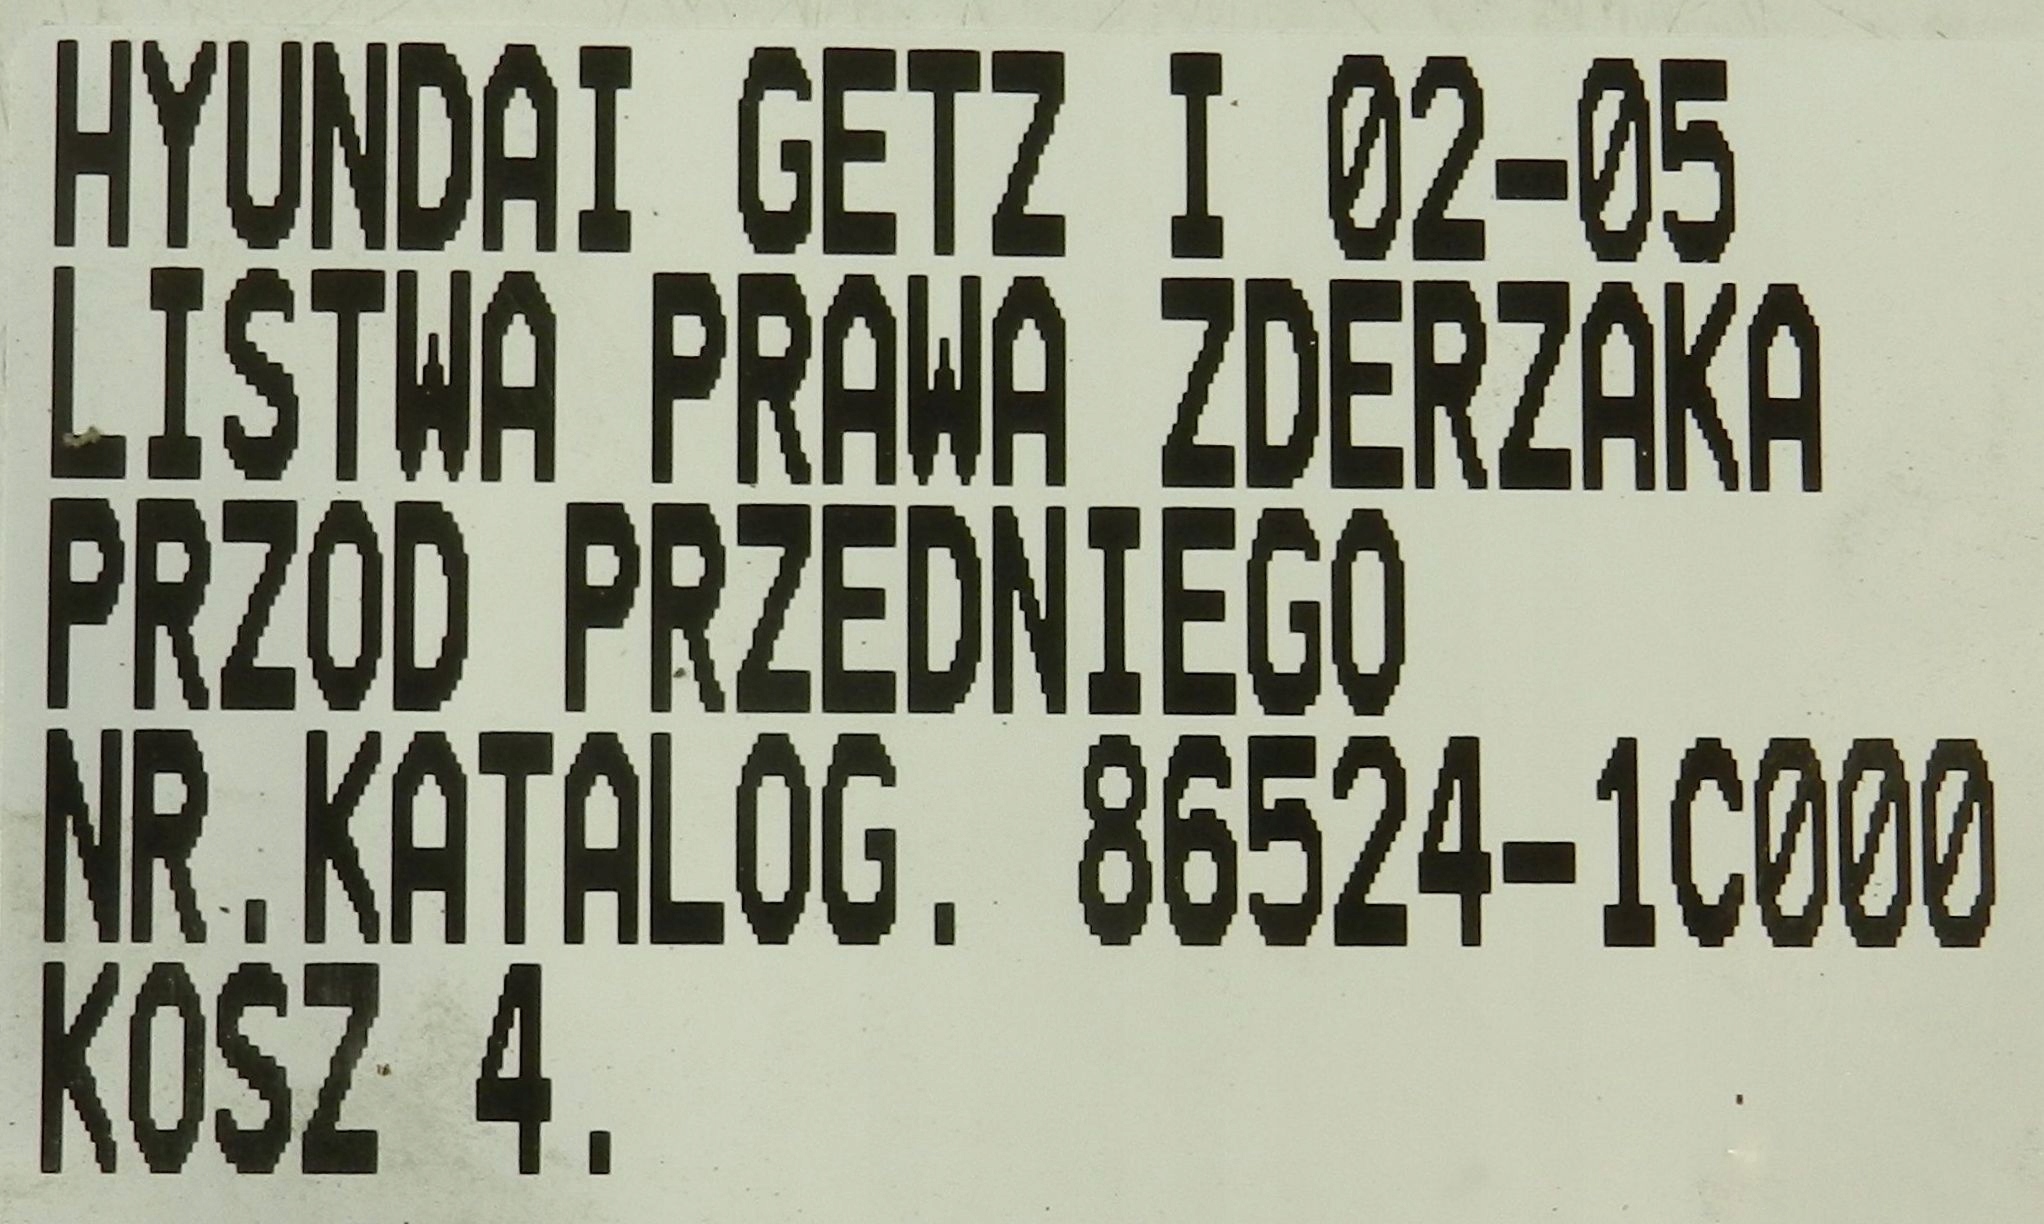 HYUNDAI GETZ I 02-05
LISTWA PRAWA ZDERZAKA
PRZOD PRZEDNIEGO
NR.KATALOG. 86524-1C000
KOSZ 4.